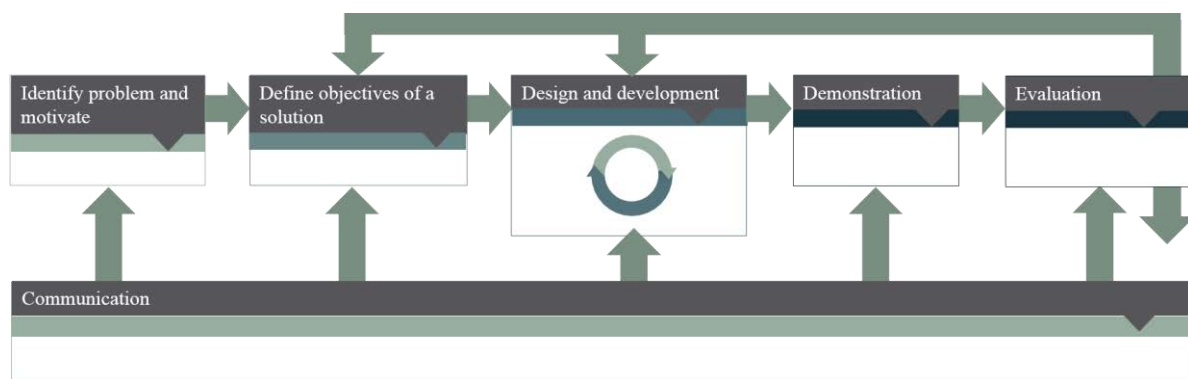 Identify problem and
motivate
Define objectives of a
solution
Design and development
Demonstration
Evaluation
Communication